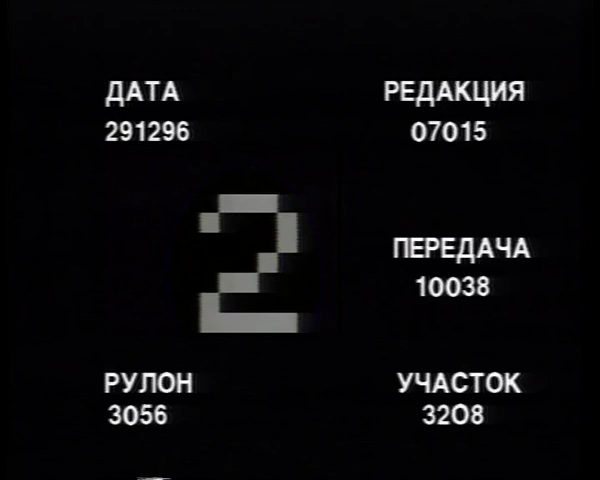 ДАТА
291296
РЕДАКЦИЯ
07015
2
ПЕРЕДАЧА
10038
РУЛОН
3056
УЧАСТОК
3208